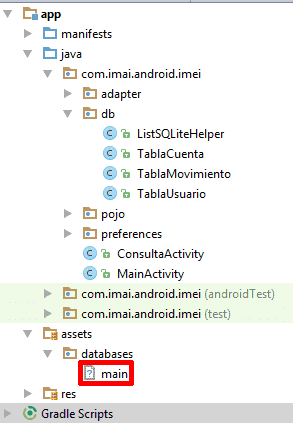 app
manifests
java
com.imai.android.imei
adapter
db
ListSQLiteHelper
TablaCuenta
TablaMovimiento
TablaUsuario
pojo
preferences
ConsultaActivity
MainActivity
com.imai.android.imei (androidTest)
com.imai.android.imei (test)
assets
databases
main
res
Gradle Scripts